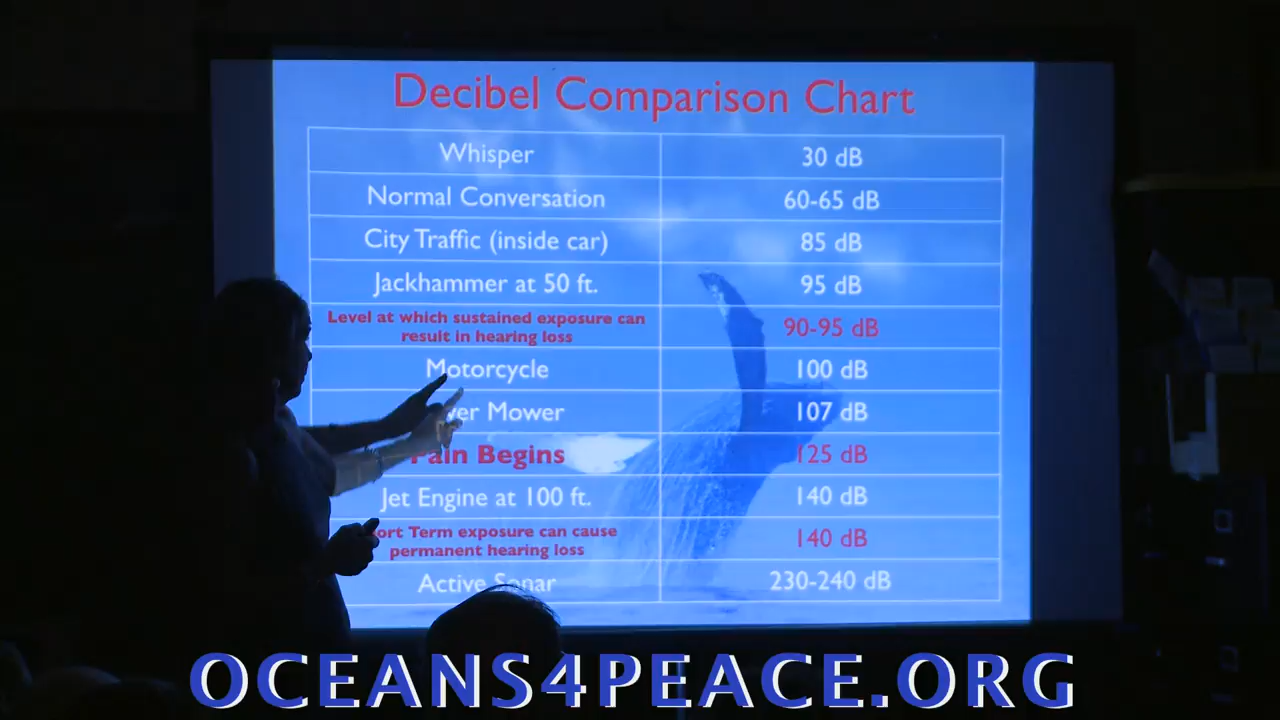 Decibel Comparison Chart
Whisper 30 dB
Normal Conversation 60-65 dB
City Traffic (inside car) 85 dB
Jackhammer at 50 ft. 95 dB
Level at which sustained exposure can
result in hearing loss 90-95 dB
Motorcycle 100 dB
Mower 107 dB
Pain Begins 125 dB
Jet Engine at 100 ft. 140 dB
Term exposure can cause
permanent hearing loss 140 dB
Active Sonar 230-240 dB
OCEANS4PEACE.ORG